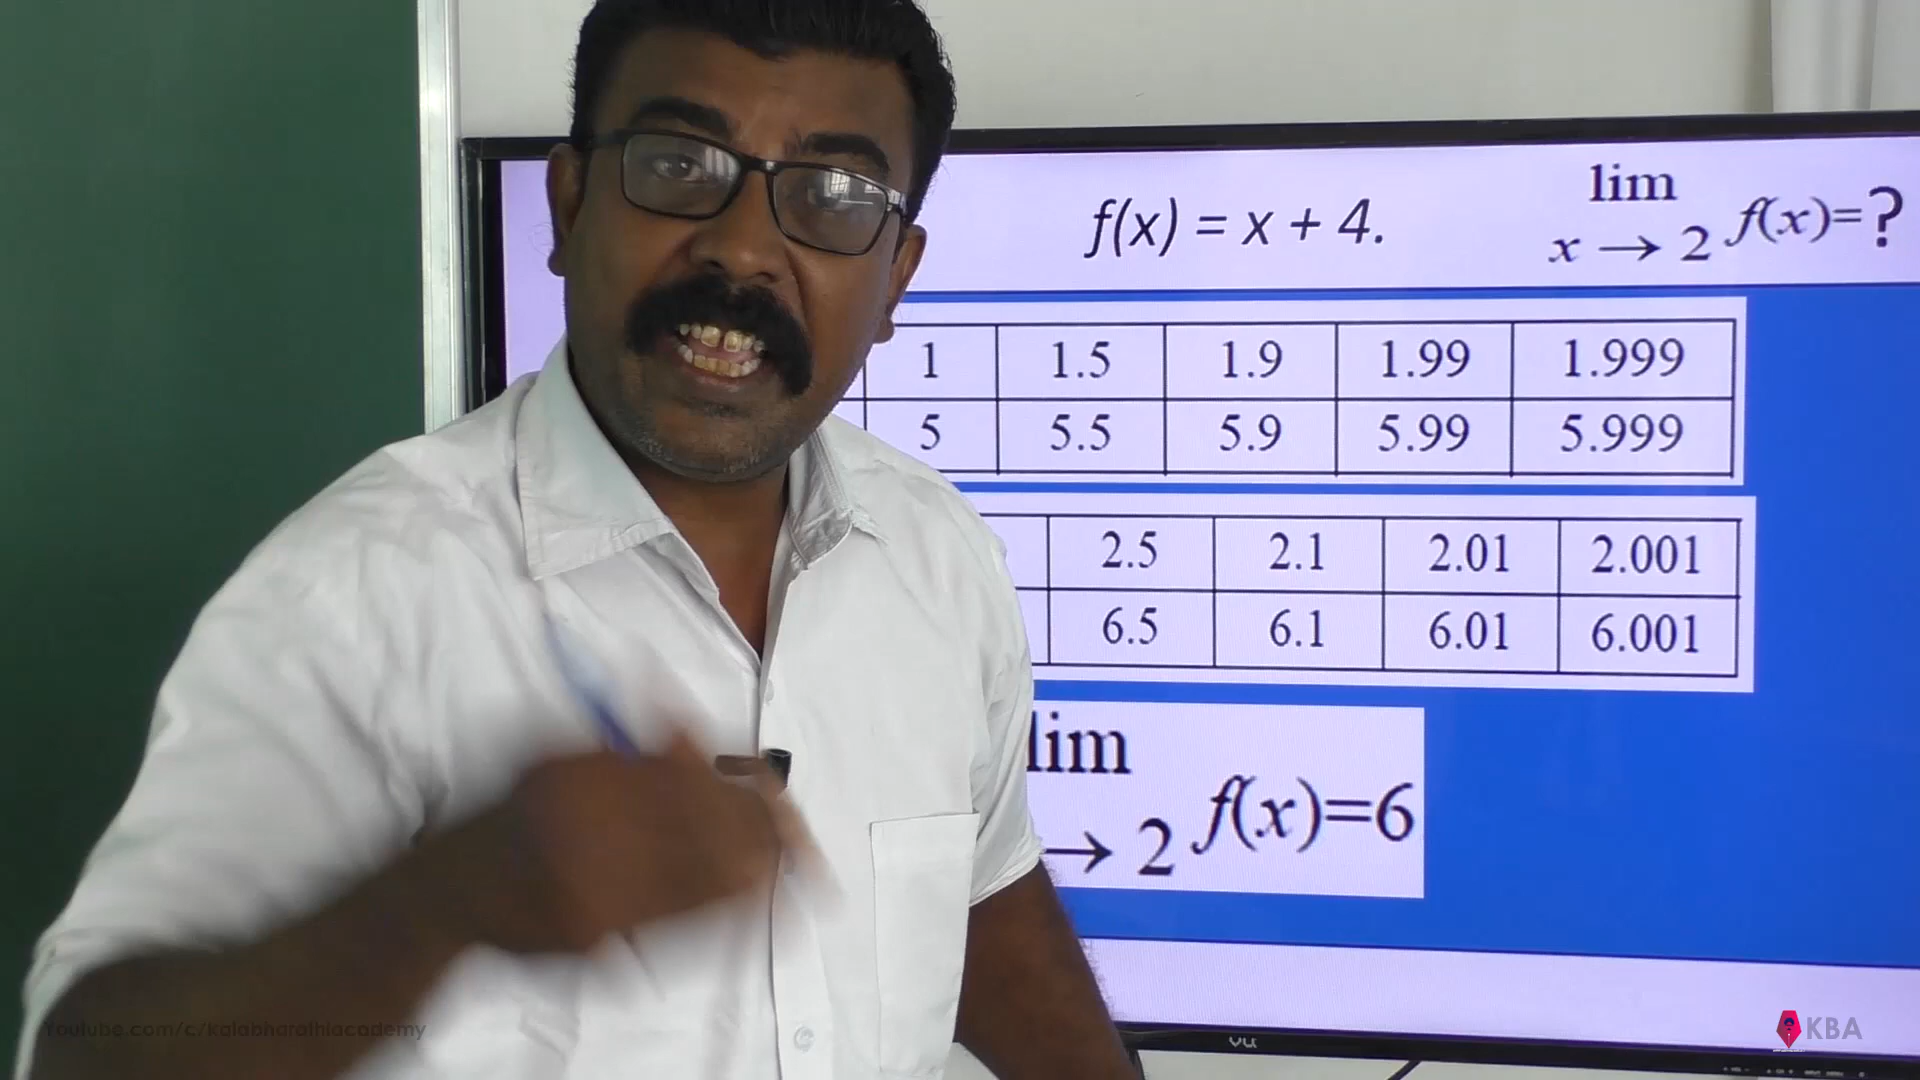 f(x) = x + 4.
lim
x → 2 f(x)=?
1 1.5 1.9 1.99 1.999
5 5.5 5.9 5.99 5.999
2.5 2.1 2.01 2.001
6.5 6.1 6.01 6.001
lim
→ 2 f(x)=6
Youtube.com/c/kalabharathiacademy
KBA
VU